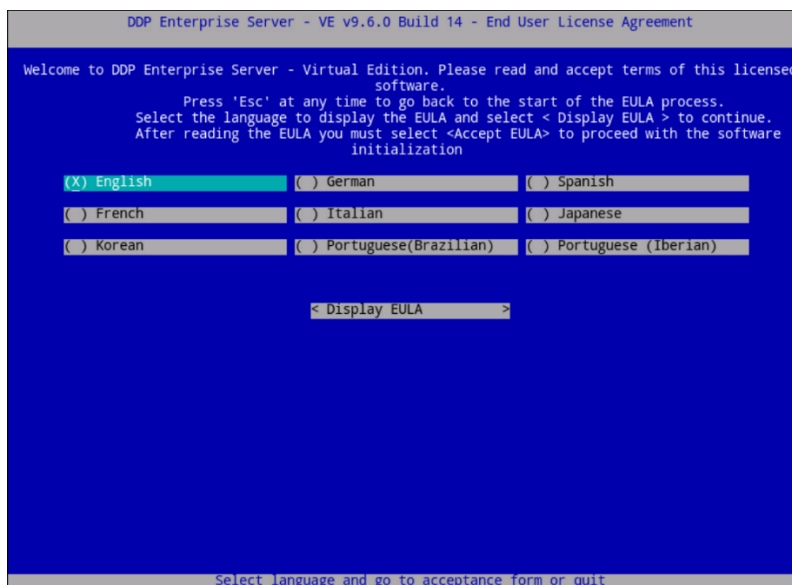 DDP Enterprise Server - VE v9.6.0 Build 14 - End User License Agreement
Welcome to DDP Enterprise Server - Virtual Edition. Please read and accept terms of this licensed
software.
Press 'Esc' at any time to go back to the start of the EULA process.
Select the language to display the EULA and select < Display EULA > to continue.
After reading the EULA you must select <Accept EULA> to proceed with the software
initialization
(X) English ( ) German ( ) Spanish
( ) French ( ) Italian ( ) Japanese
( ) Korean ( ) Portuguese(Brazilian) ( ) Portuguese (Iberian)
< Display EULA >
Select language and go to acceptance form or quit